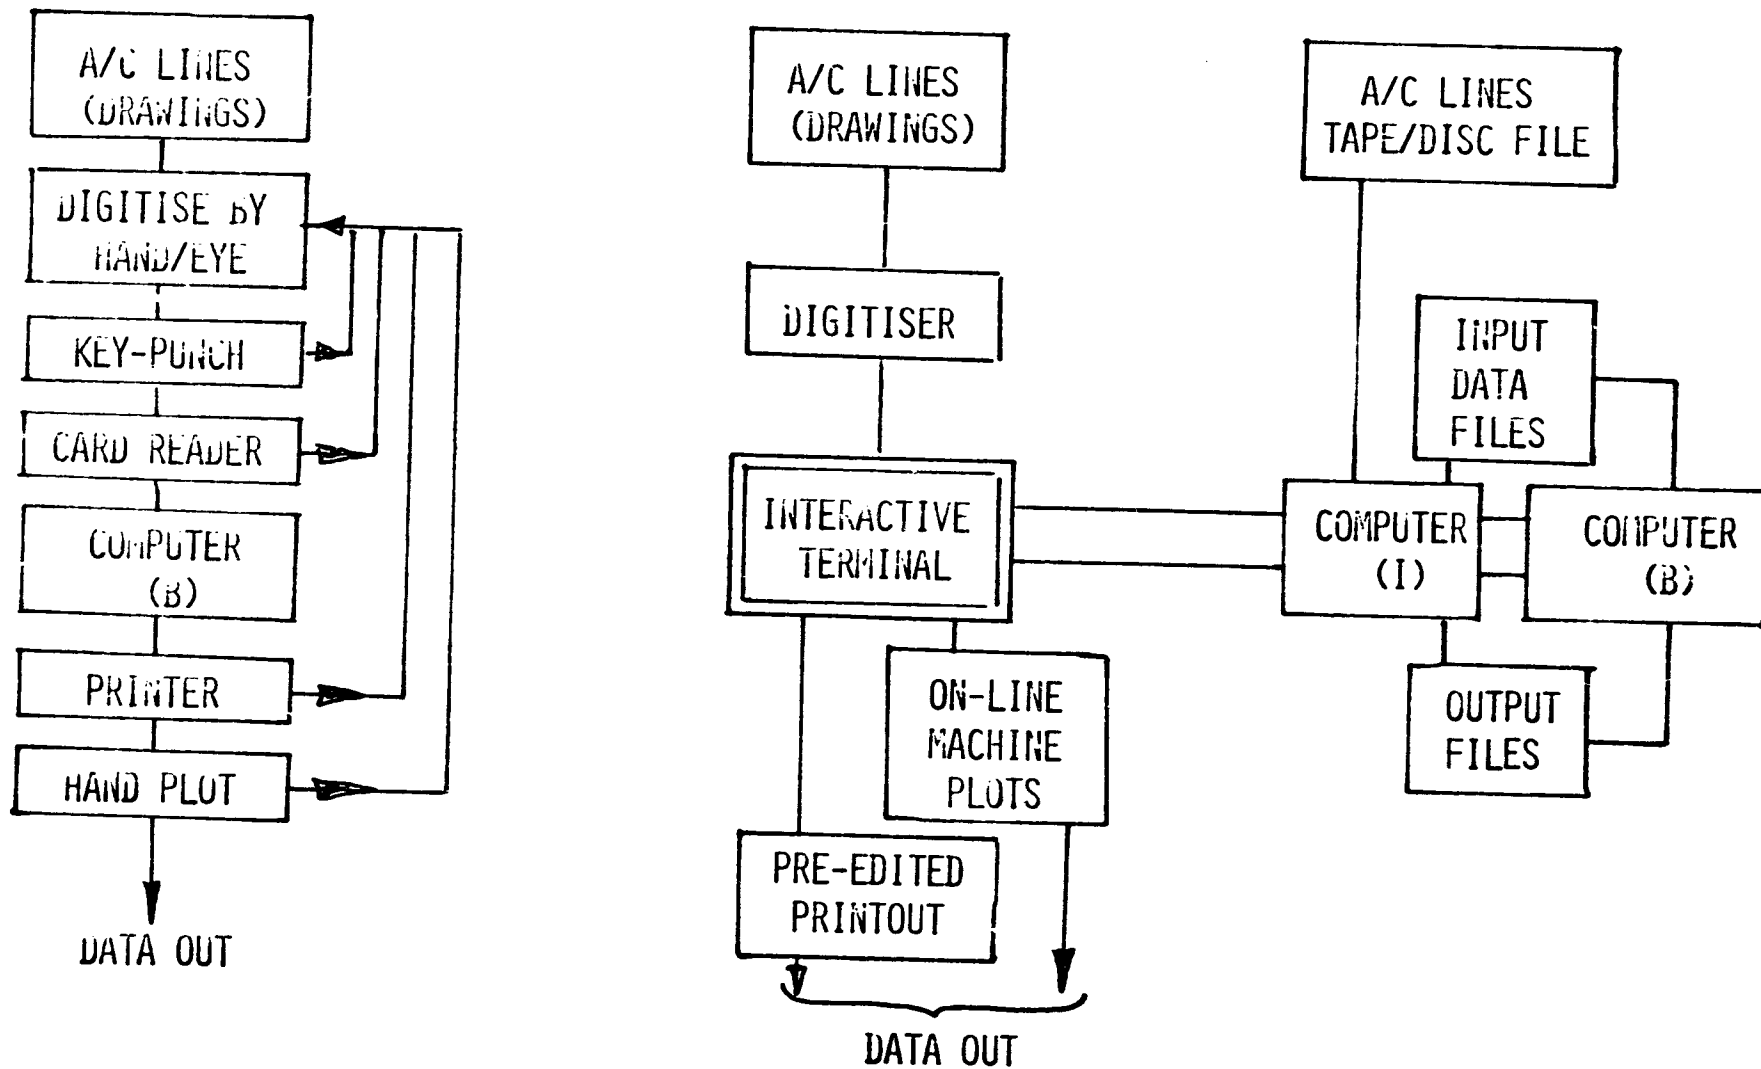 A/C LINES
(DRAWINGS)
DIGITISE BY
HAND/EYE
KEY-PUNCH
CARD READER
COMPUTER
(B)
PRINTER
HAND PLOT
DATA OUT
A/C LINES
(DRAWINGS)
DIGITISER
INTERACTIVE
TERMINAL
ON-LINE
MACHINE
PLOTS
PRE-EDITED
PRINTOUT
DATA OUT
A/C LINES
TAPE/DISC FILE
INPUT
DATA
FILES
COMPUTER
(I)
COMPUTER
(B)
OUTPUT
FILES